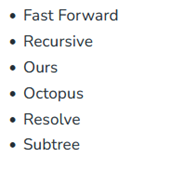 • Fast Forward
• Recursive
• Ours
• Octopus
• Resolve
• Subtree